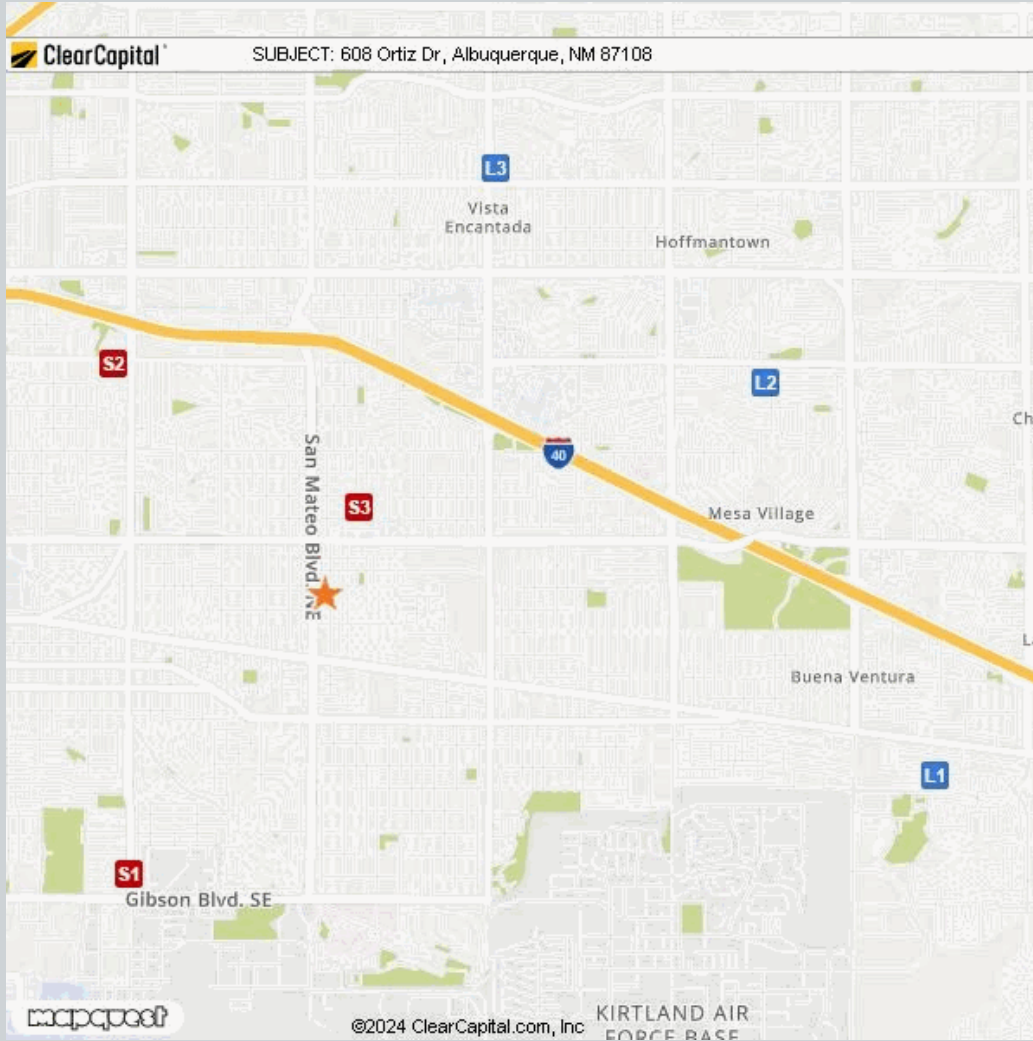 ClearCapital
SUBJECT: 608 Ortiz Dr, Albuquerque, NM 87108
L3
Vista
Encantada
Hoffmantown
S2
L2
Ch
San Mateo Blvd. NE
40
S3
Mesa Village
L
Buena Ventura
L1
S1
Gibson Blvd. SE
mapquest
©2024 ClearCapital.com, Inc
KIRTLAND AIR
FORCE BASE